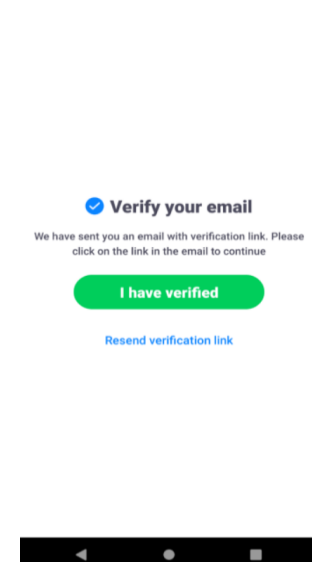 Verify your email
We have sent you an email with verification link. Please
click on the link in the email to continue
I have verified
Resend verification link